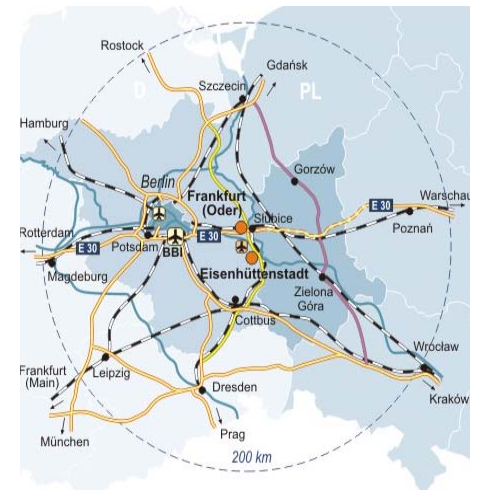 Rostock
Gdańsk
Szczecin
D
PL
Hamburg
Gorzów
Berlin
Frankfurt
(Oder)
Warschau
E 30
Słubice
Poznań
Rotterdam
E 30
Potsdam
E 30
BBI
Magdeburg
Eisenhüttenstadt
Zielona
Góra
Cottbus
Wrocław
Frankfurt
(Main)
Leipzig
Dresden
Kraków
München
Prag
200 km